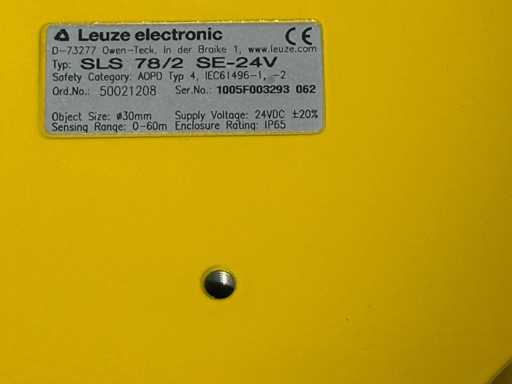 Leuze electronic CE
D-73277 Owen-Teck, In der Braike 1, www.leuze.com
Typ: SLS 78/2 SE-24V
Safety Category: AOPD Typ 4, IEC61496-1, -2
Ord.No.: 50021208 Ser.No.: 1005F003293 062
Object Size: ø30mm Supply Voltage: 24VDC ±20%
Sensing Range: 0-60m Enclosure Rating: IP65